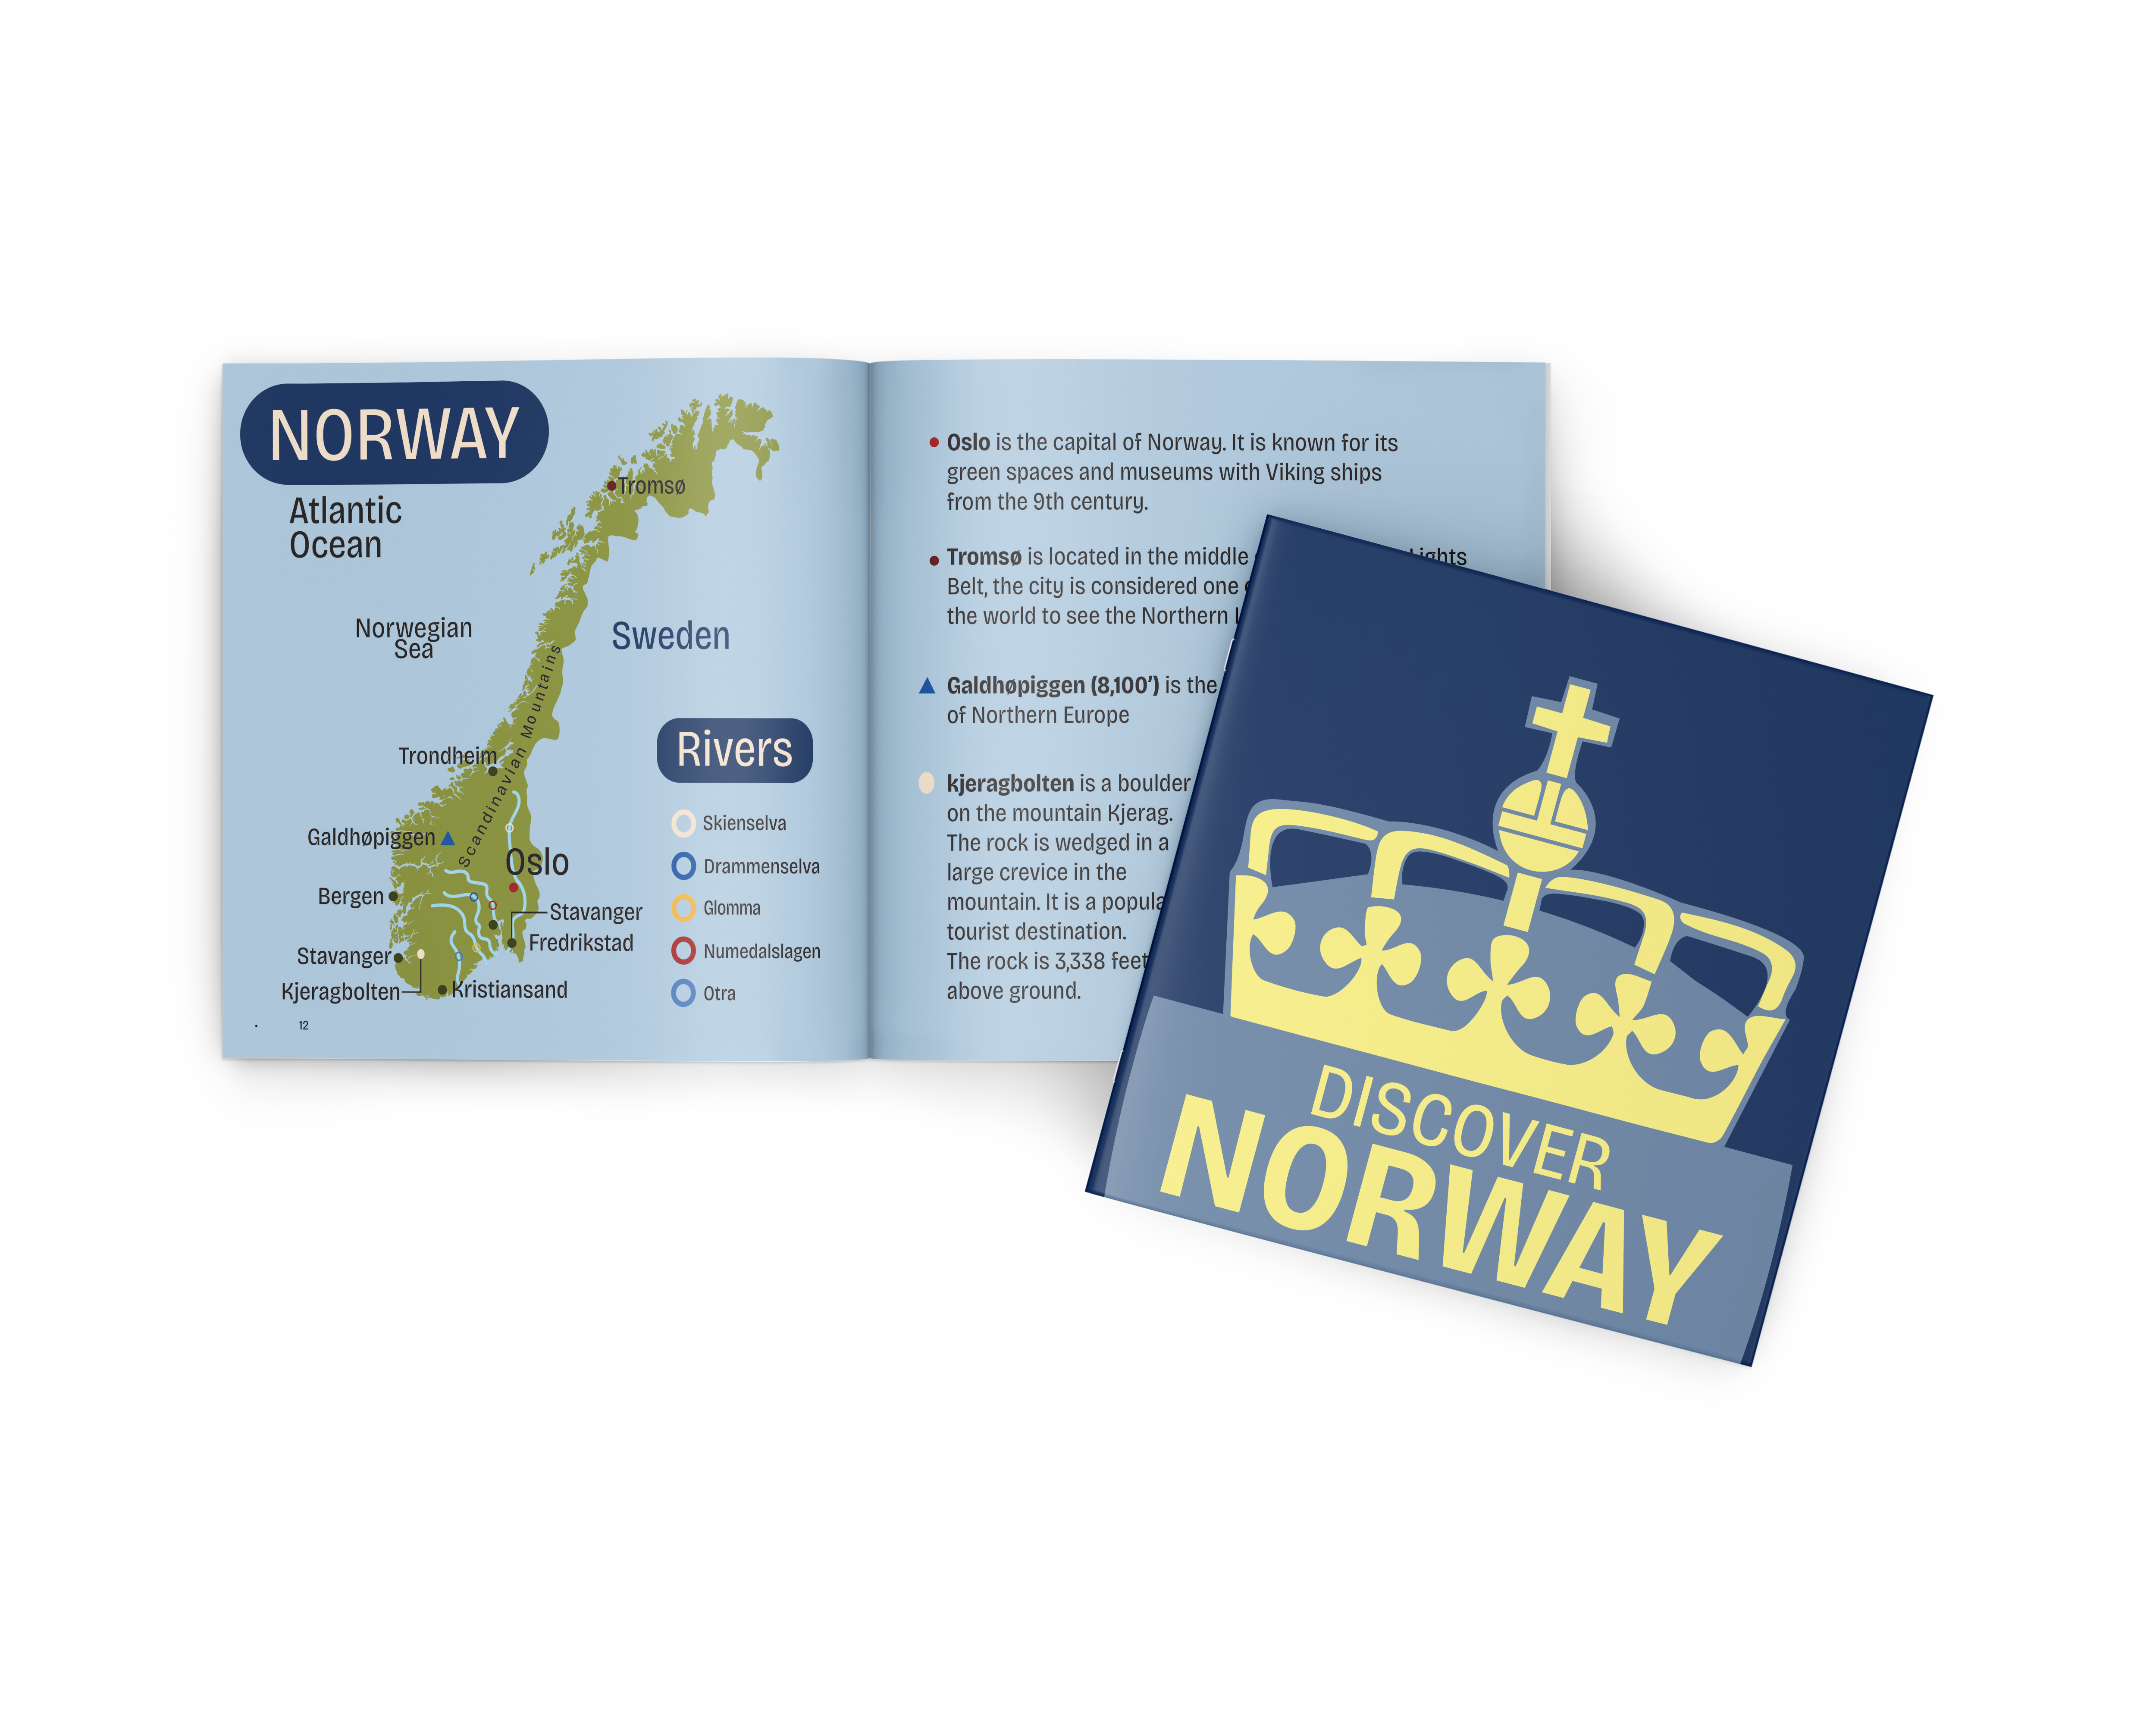 NORWAY
Atlantic
Ocean
Tromsø
Norwegian
Sea
Sweden
Scandinavian Mountains
Trondheim
Galdhøpiggen
Oslo
Bergen
Stavanger
Fredrikstad
Stavanger
Kjeragbolten
Kristiansand
12
Rivers
Skienselva
Drammenselva
Glomma
Numedalslagen
Otra
Oslo is the capital of Norway. It is known for its
green spaces and museums with Viking ships
from the 9th century.
Tromsø is located in the middle
Belt, the city is considered one
the world to see the Northern
Galdhøpiggen (8,100') is the
of Northern Europe
kjeragbolten is a boulder
on the mountain Kjerag.
The rock is wedged in a
large crevice in the
mountain. It is a popula
tourist destination.
The rock is 3,338 feet
above ground.
DISCOVER
NORWAY